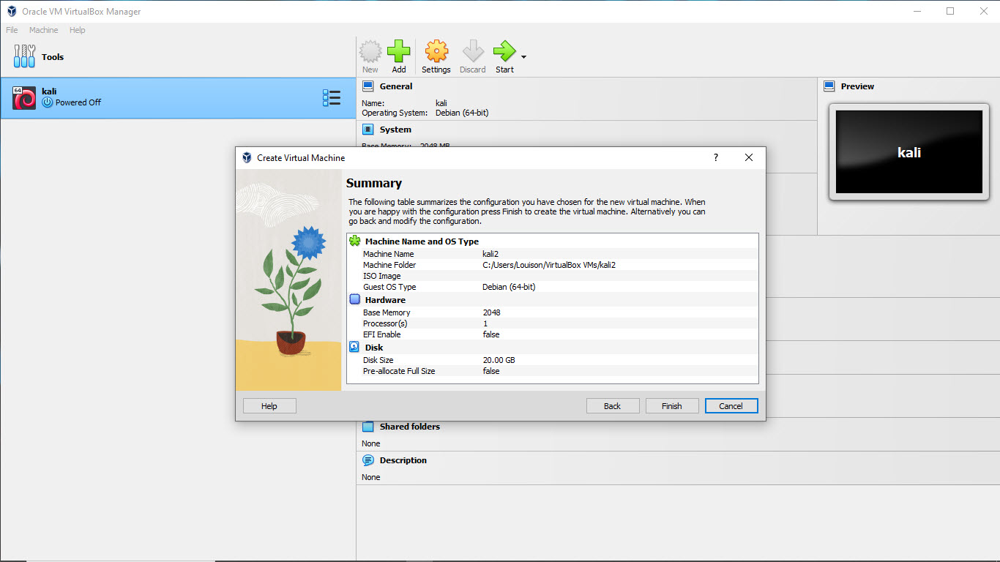 Oracle VM VirtualBox Manager
File Machine Help
Tools
New Add Settings Discard Start
64
kali
Powered Off
General
Name: kali
Operating System: Debian (64-bit)
System
Base Memory: 2048 MB
Preview
kali
Create Virtual Machine
?
Summary
The following table summarizes the configuration you have chosen for the new virtual machine. When
you are happy with the configuration press Finish to create the virtual machine. Alternatively you can
go back and modify the configuration.
Machine Name and OS Type
Machine Name kali2
Machine Folder C:/Users/Louison/VirtualBox VMs/kali2
ISO Image
Guest OS Type Debian (64-bit)
Hardware
Base Memory 2048
Processor(s) 1
EFI Enable false
Disk
Disk Size 20.00 GB
Pre-allocate Full Size false
Help Back Finish Cancel
Shared folders
None
Description
None